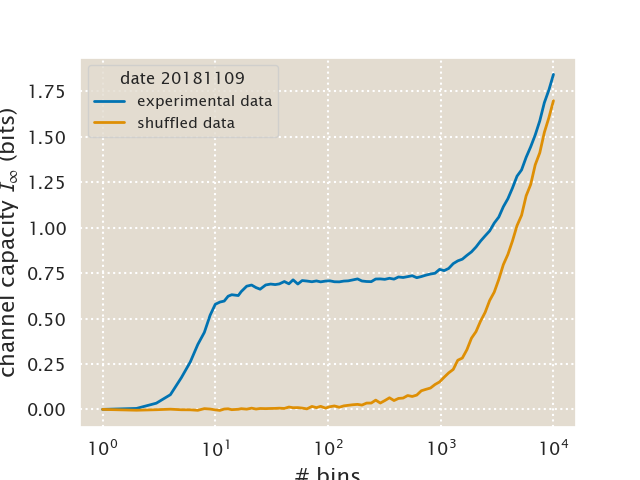 date 20181109
experimental data
shuffled data
channel capacity I∞ (bits)
1.75
1.50
1.25
1.00
0.75
0.50
0.25
0.00
10⁰ 10¹ 10² 10³ 10⁴
# bins